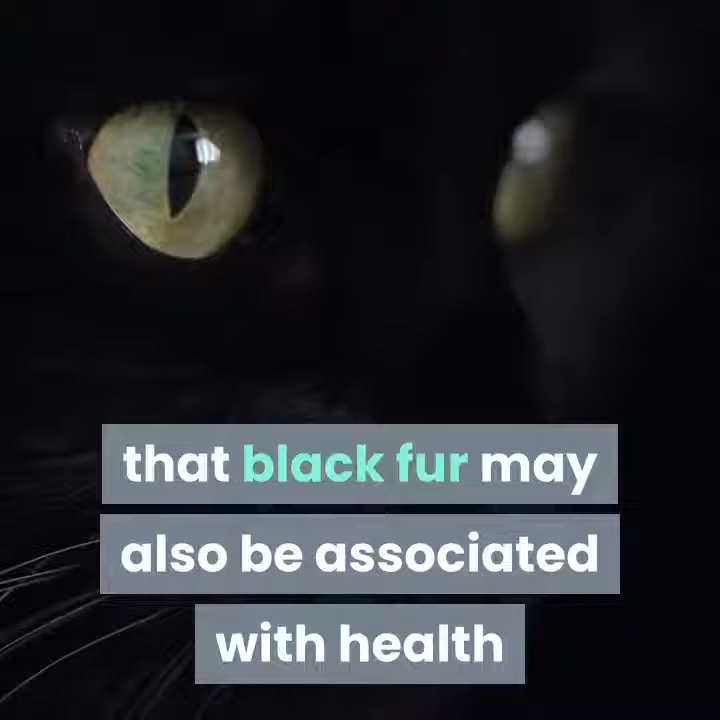 that black fur may
also be associated
with health